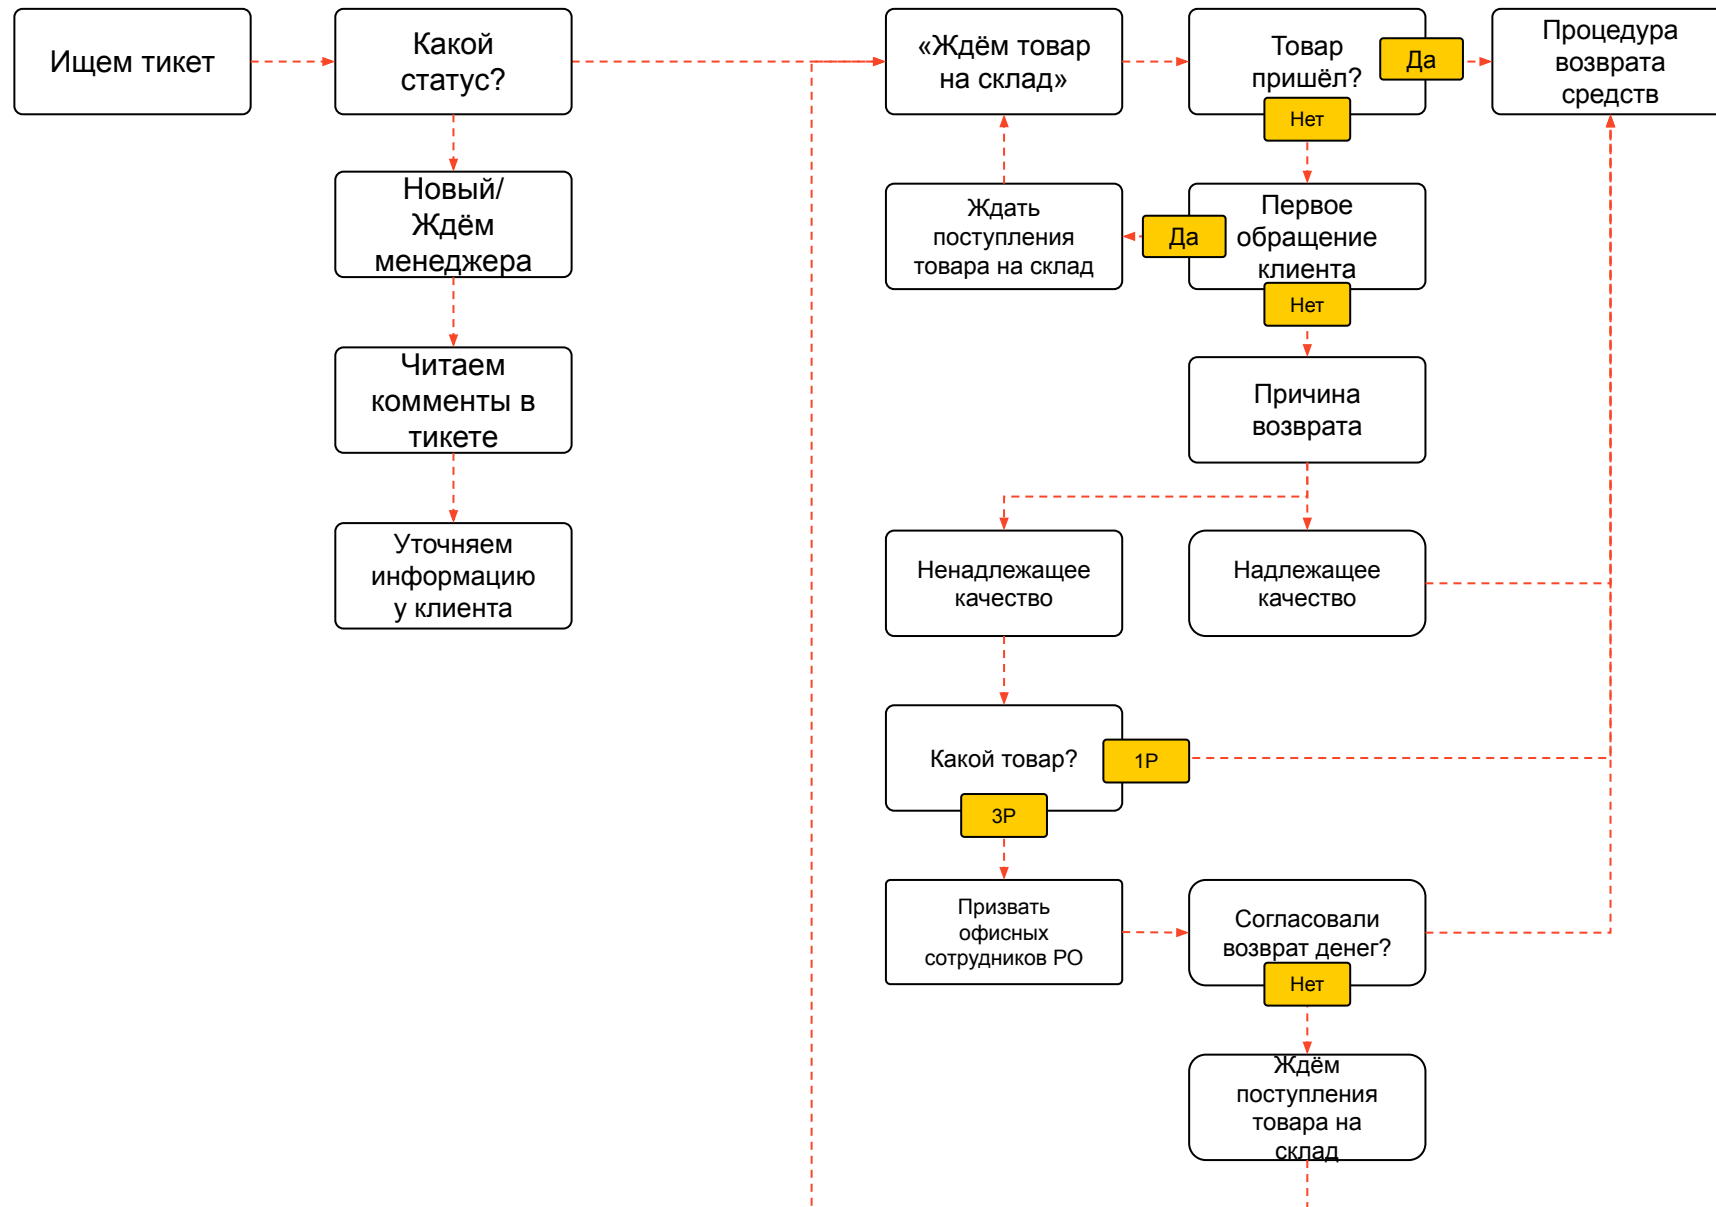 Ищем тикет
Какой
статус?
«Ждём товар
на склад»
Товар
пришёл?
Да
Нет
Процедура
возврата
средств
Новый/
Ждём
менеджера
Ждать
поступления
товара на склад
Да
Первое
обращение
клиента
Нет
Читаем
комменты в
тикете
Причина
возврата
Уточняем
информацию
у клиента
Ненадлежащее
качество
Надлежащее
качество
Какой товар?
1P
3P
Призвать
офисных
сотрудников РО
Согласовали
возврат денег?
Нет
Ждём
поступления
товара на
склад